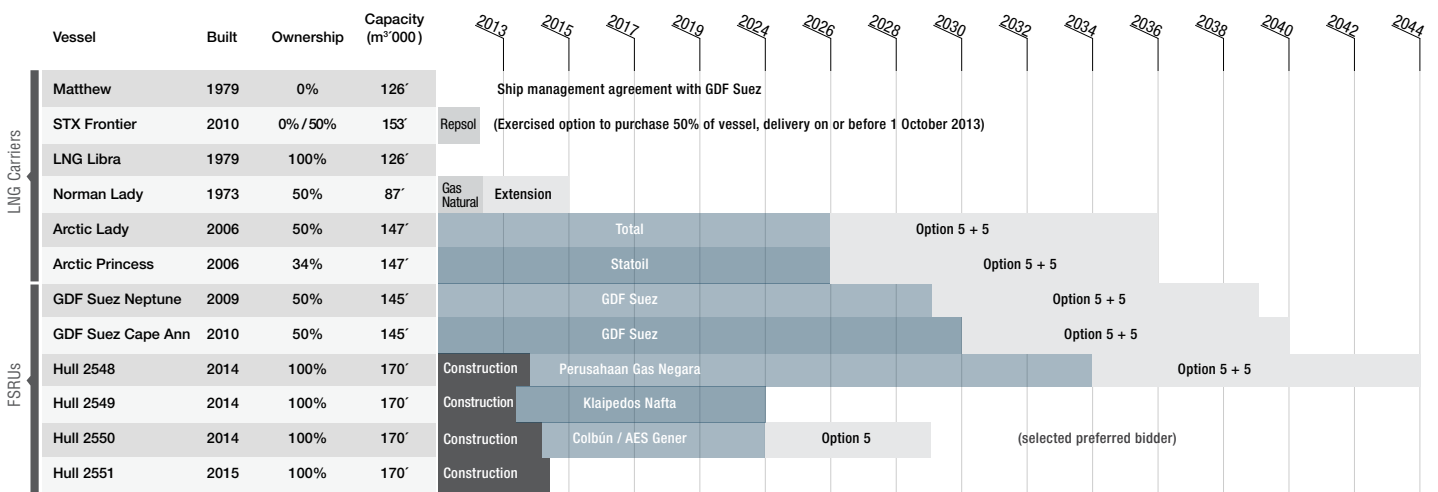 2013 2015 2017 2019 2024 2026 2028 2030 2032 2034 2036 2038 2040 2042 2044
Vessel Built Ownership Capacity (m³´000)
LNG Carriers
Matthew 1979 0% 126´ Ship management agreement with GDF Suez
STX Frontier 2010 0%/50% 153´ Repsol (Exercised option to purchase 50% of vessel, delivery on or before 1 October 2013)
LNG Libra 1979 100% 126´
Norman Lady 1973 50% 87´ Gas Natural Extension
Arctic Lady 2006 50% 147´ Total Option 5 + 5
Arctic Princess 2006 34% 147´ Statoil Option 5 + 5
FSRUs
GDF Suez Neptune 2009 50% 145´ GDF Suez Option 5 + 5
GDF Suez Cape Ann 2010 50% 145´ GDF Suez Option 5 + 5
Hull 2548 2014 100% 170´ Construction Perusahaan Gas Negara Option 5 + 5
Hull 2549 2014 100% 170´ Construction Klaipedos Nafta
Hull 2550 2014 100% 170´ Construction Colbún / AES Gener Option 5 (selected preferred bidder)
Hull 2551 2015 100% 170´ Construction